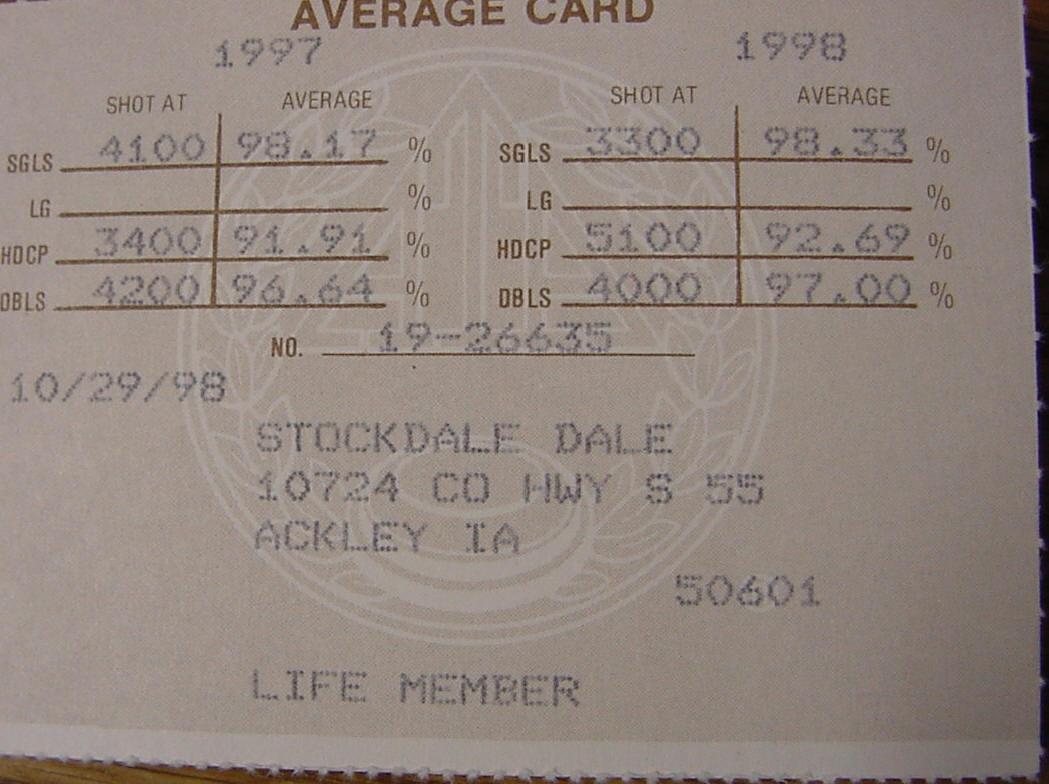 AVERAGE CARD
1997 1998
SHOT AT AVERAGE SHOT AT AVERAGE
SGLS 4100 98.17 % SGLS 3300 98.33 %
LG % LG %
HDCP 3400 91.91 % HDCP 5100 92.69 %
DBLS 4200 96.64 % DBLS 4000 97.00 %
NO. 19-26635
10/29/98
STOCKDALE DALE
10724 CO HWY S 55
ACKLEY IA
50601
LIFE MEMBER